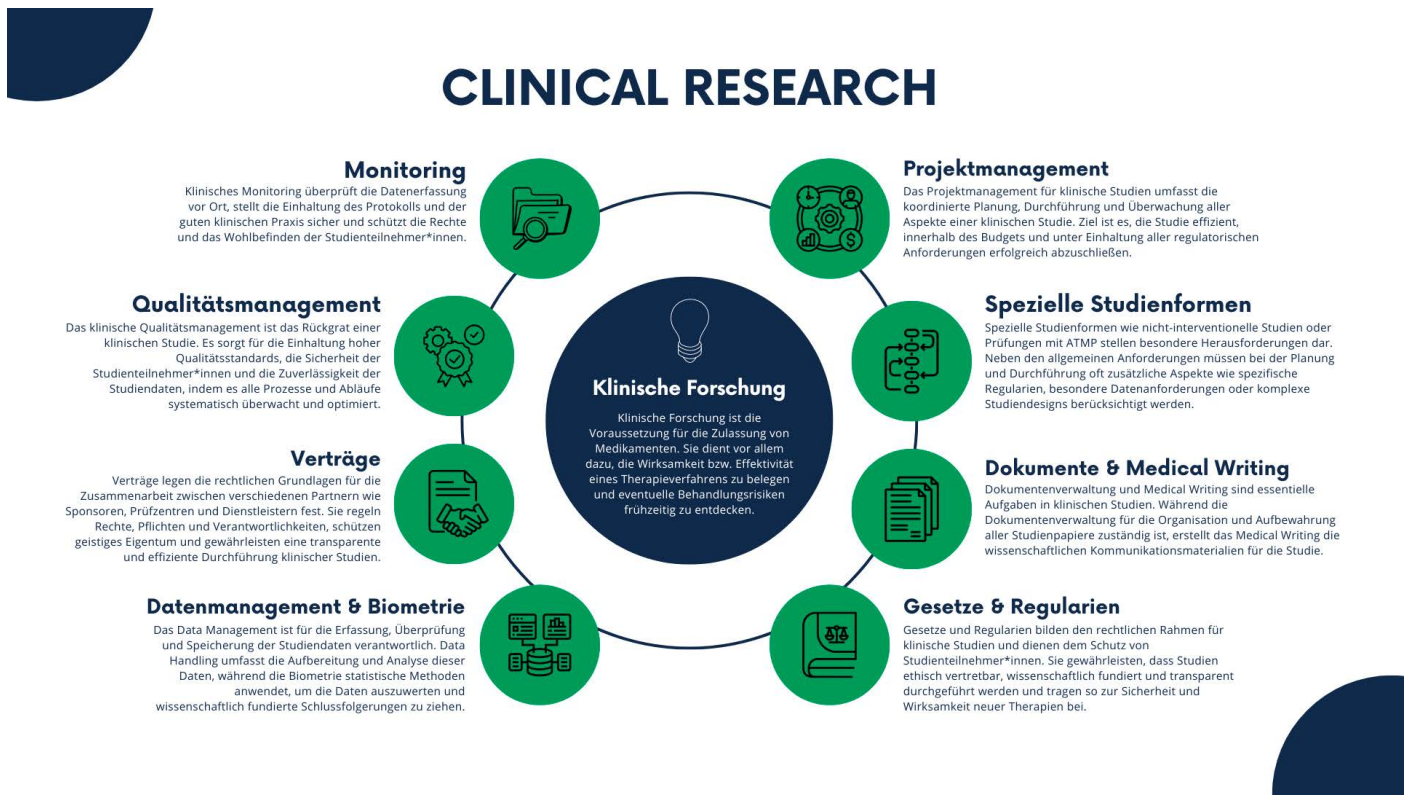 CLINICAL RESEARCH
Monitoring
Klinisches Monitoring überprüft die Datenerfassung
vor Ort, stellt die Einhaltung des Protokolls und der
guten klinischen Praxis sicher und schützt die Rechte
und das Wohlbefinden der Studienteilnehmer*innen.
Qualitätsmanagement
Das klinische Qualitätsmanagement ist das Rückgrat einer
klinischen Studie. Es sorgt für die Einhaltung hoher
Qualitätsstandards, die Sicherheit der
Studienteilnehmer*innen und die Zuverlässigkeit der
Studiendaten, indem es alle Prozesse und Abläufe
systematisch überwacht und optimiert.
Verträge
Verträge legen die rechtlichen Grundlagen für die
Zusammenarbeit zwischen verschiedenen Partnern wie
Sponsoren, Prüfzentren und Dienstleistern fest. Sie regeln
Rechte, Pflichten und Verantwortlichkeiten, schützen
geistiges Eigentum und gewährleisten eine transparente
und effiziente Durchführung klinischer Studien.
Datenmanagement & Biometrie
Das Data Management ist für die Erfassung, Überprüfung
und Speicherung der Studiendaten verantwortlich. Data
Handling umfasst die Aufbereitung und Analyse dieser
Daten, während die Biometrie statistische Methoden
anwendet, um die Daten auszuwerten und
wissenschaftlich fundierte Schlussfolgerungen zu ziehen.
Klinische Forschung
Klinische Forschung ist die
Voraussetzung für die Zulassung von
Medikamenten. Sie dient vor allem
dazu, die Wirksamkeit bzw. Effektivität
eines Therapieverfahrens zu belegen
und eventuelle Behandlungsrisiken
frühzeitig zu entdecken.
Projektmanagement
Das Projektmanagement für klinische Studien umfasst die
koordinierte Planung, Durchführung und Überwachung aller
Aspekte einer klinischen Studie. Ziel ist es, die Studie effizient,
innerhalb des Budgets und unter Einhaltung aller regulatorischen
Anforderungen erfolgreich abzuschließen.
Spezielle Studienformen
Spezielle Studienformen wie nicht-interventionelle Studien oder
Prüfungen mit ATMP stellen besondere Herausforderungen dar.
Neben den allgemeinen Anforderungen müssen bei der Planung
und Durchführung oft zusätzliche Aspekte wie spezifische
Regularien, besondere Datenanforderungen oder komplexe
Studiendesigns berücksichtigt werden.
Dokumente & Medical Writing
Dokumentenverwaltung und Medical Writing sind essentielle
Aufgaben in klinischen Studien. Während die
Dokumentenverwaltung für die Organisation und Aufbewahrung
aller Studienpapiere zuständig ist, erstellt das Medical Writing die
wissenschaftlichen Kommunikationsmaterialien für die Studie.
Gesetze & Regularien
Gesetze und Regularien bilden den rechtlichen Rahmen für
klinische Studien und dienen dem Schutz von
Studienteilnehmer*innen. Sie gewährleisten, dass Studien
ethisch vertretbar, wissenschaftlich fundiert und transparent
durchgeführt werden und tragen so zur Sicherheit und
Wirksamkeit neuer Therapien bei.